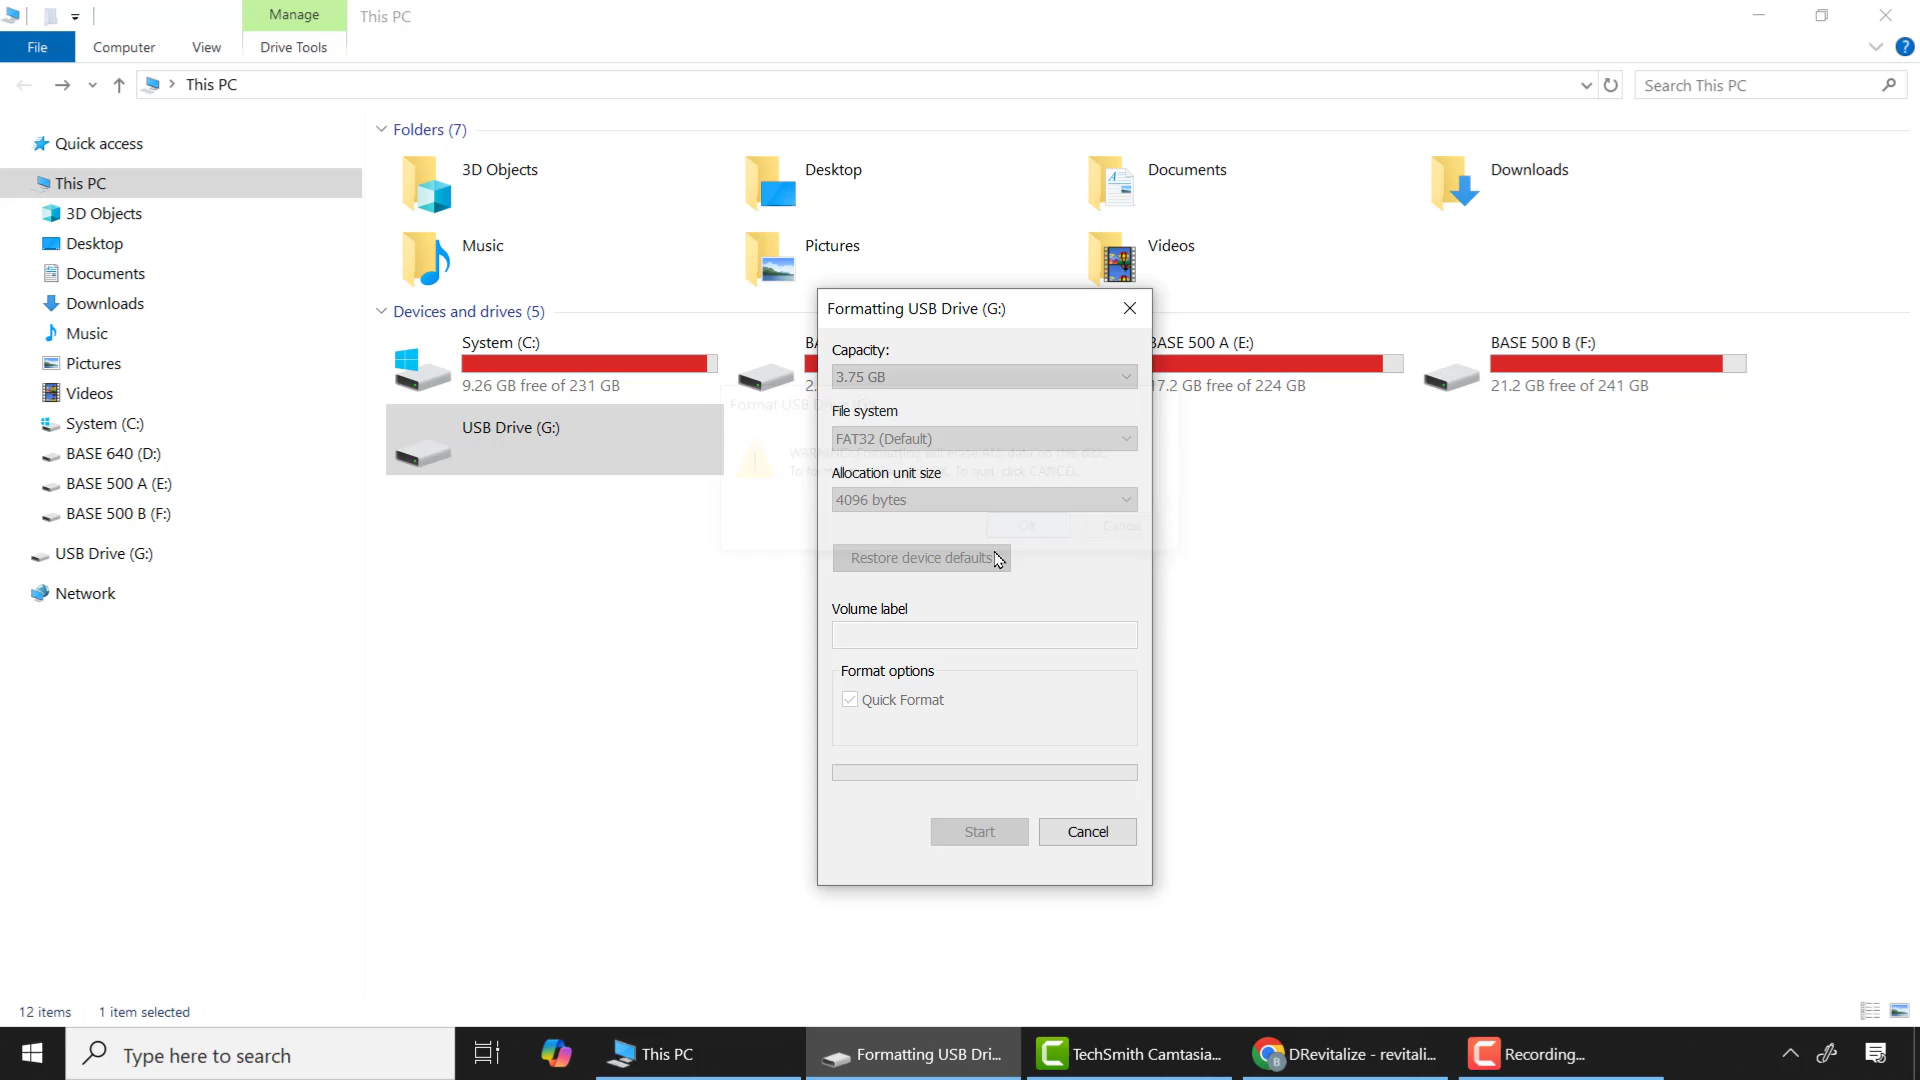 Manage
This PC
File
Computer
View
Drive Tools
This PC
Search This PC
Quick access
This PC
3D Objects
Desktop
Documents
Downloads
Music
Pictures
Videos
System (C:)
BASE 640 (D:)
BASE 500 A (E:)
BASE 500 B (F:)
USB Drive (G:)
Network
Folders (7)
3D Objects
Desktop
Documents
Downloads
Music
Pictures
Videos
Devices and drives (5)
System (C:)
9.26 GB free of 231 GB
BASE 500 A (E:)
17.2 GB free of 224 GB
BASE 500 B (F:)
21.2 GB free of 241 GB
USB Drive (G:)
Formatting USB Drive (G:)
Capacity:
3.75 GB
File system
FAT32 (Default)
Allocation unit size
4096 bytes
OK
Cancel
Restore device defaults
Volume label
Format options
Quick Format
Start
Cancel
12 items
1 item selected
Type here to search
This PC
Formatting USB Dri...
TechSmith Camtasia...
DRevitalize - revitali...
Recording...